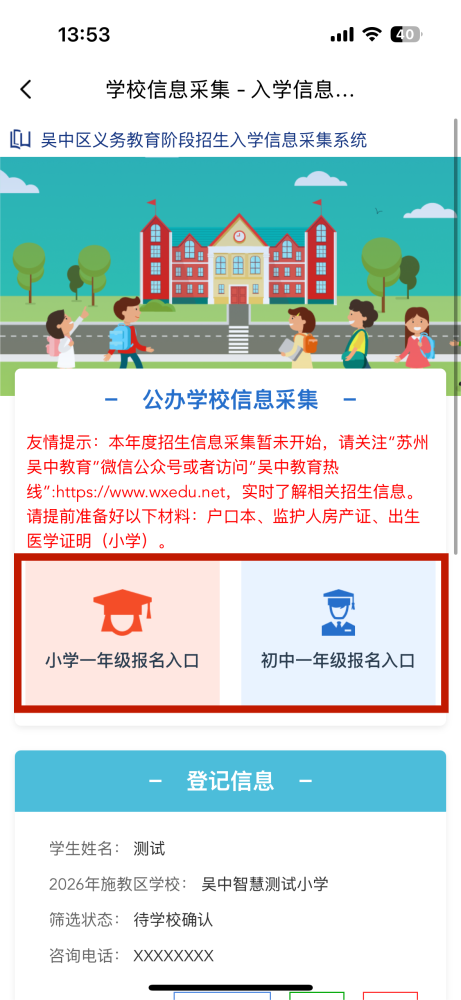 13:53
40
学校信息采集 - 入学信息...
吴中区义务教育阶段招生入学信息采集系统
－ 公办学校信息采集 －
友情提示：本年度招生信息采集暂未开始，请关注“苏州
吴中教育”微信公众号或者访问“吴中教育热
线”:https://www.wxedu.net，实时了解相关招生信息。
请提前准备好以下材料：户口本、监护人房产证、出生
医学证明（小学）。
小学一年级报名入口
初中一年级报名入口
－ 登记信息 －
学生姓名： 测试
2026年施教区学校： 吴中智慧测试小学
筛选状态： 待学校确认
咨询电话： XXXXXXXX